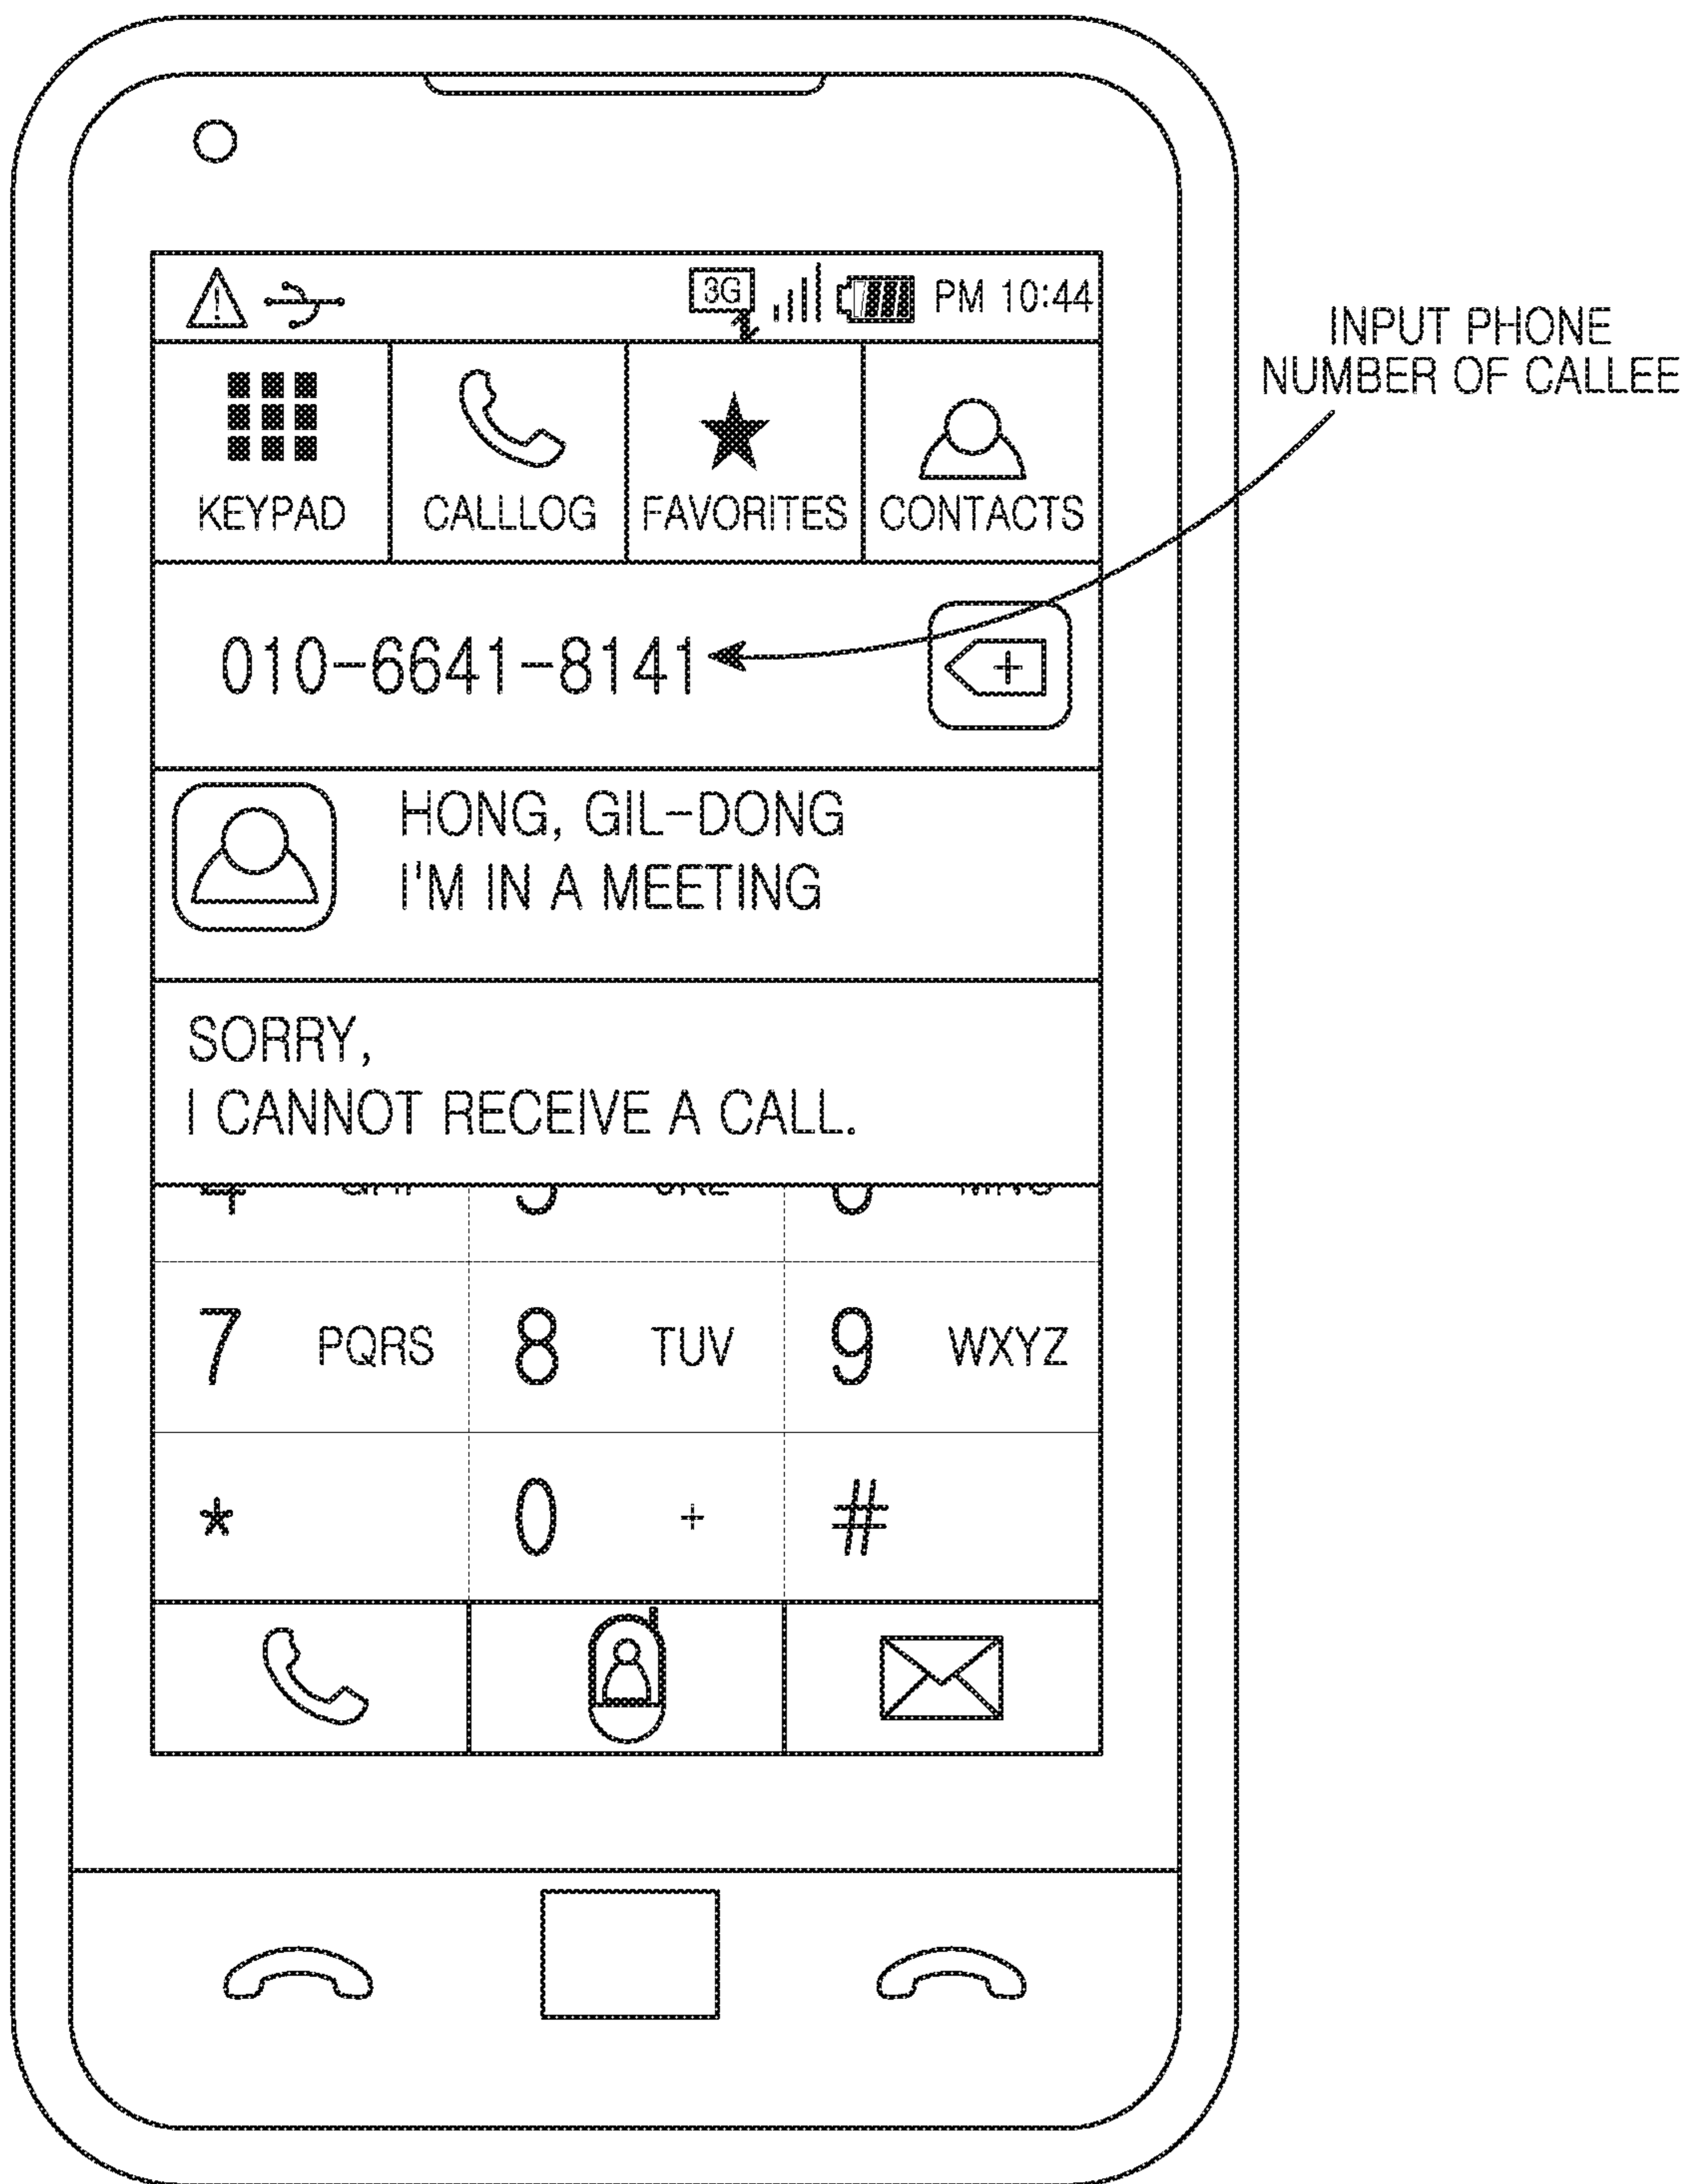 3G PM 10:44
INPUT PHONE
NUMBER OF CALLEE
KEYPAD CALLLOG FAVORITES CONTACTS
010-6641-8141
HONG, GIL-DONG
I'M IN A MEETING
SORRY,
I CANNOT RECEIVE A CALL.
7 PQRS 8 TUV 9 WXYZ
* 0 + #